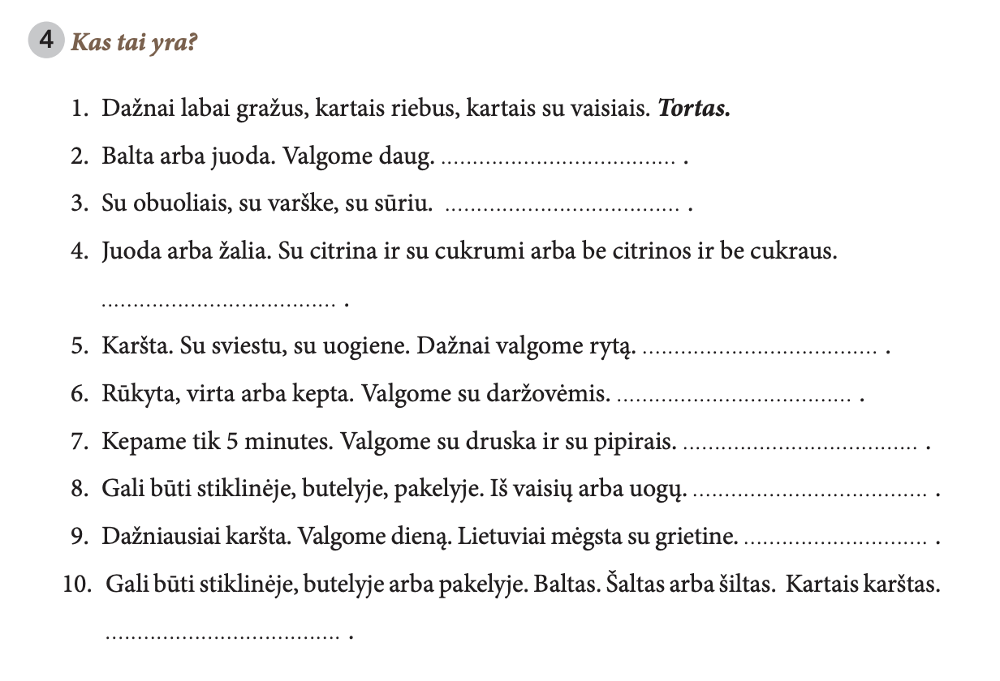 4 Kas tai yra?
1. Dažnai labai gražus, kartais riebus, kartais su vaisiais. Tortas.
2. Balta arba juoda. Valgome daug. ..................................... .
3. Su obuoliais, su varške, su sūriu. ..................................... .
4. Juoda arba žalia. Su citrina ir su cukrumi arba be citrinos ir be cukraus.
..................................... .
5. Karšta. Su sviestu, su uogiene. Dažnai valgome rytą. ..................................... .
6. Rūkyta, virta arba kepta. Valgome su daržovėmis. ..................................... .
7. Kepame tik 5 minutes. Valgome su druska ir su pipirais. ..................................... .
8. Gali būti stiklinėje, butelyje, pakelyje. Iš vaisių arba uogų. ..................................... .
9. Dažniausiai karšta. Valgome dieną. Lietuviai mėgsta su grietine. ............................. .
10. Gali būti stiklinėje, butelyje arba pakelyje. Baltas. Šaltas arba šiltas. Kartais karštas.
..................................... .